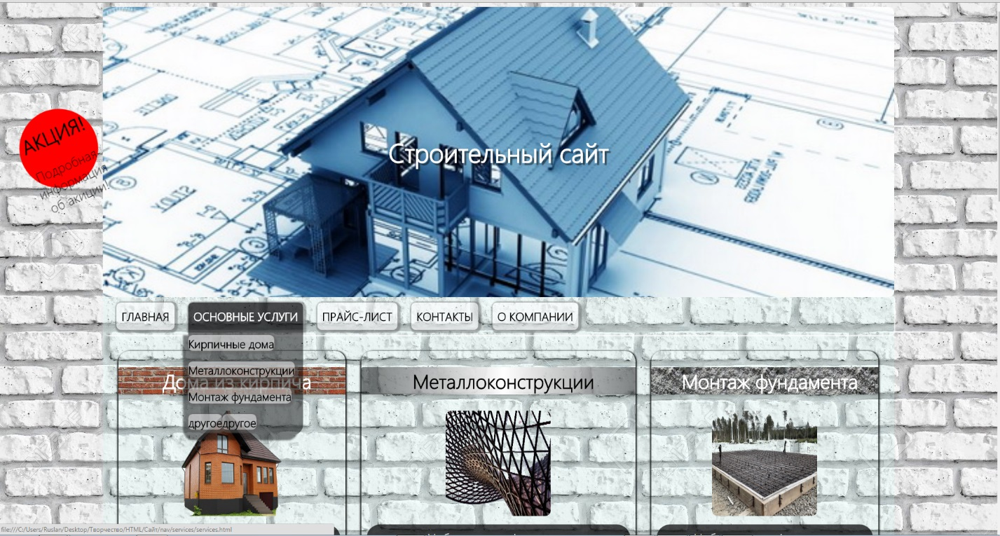 Строительный сайт
АКЦИЯ!
Подробная
информация
об акиции!
ГЛАВНАЯ
ОСНОВНЫЕ УСЛУГИ
ПРАЙС-ЛИСТ
КОНТАКТЫ
О КОМПАНИИ
Кирпичные дома
Металлоконструкции
Монтаж фундамента
другоедругое
Дома из кирпича
Металлоконструкции
Монтаж фундамента
file:///C:/Users/Ruslan/Desktop/Творчество/HTML/Сайт/nav/services/services.html